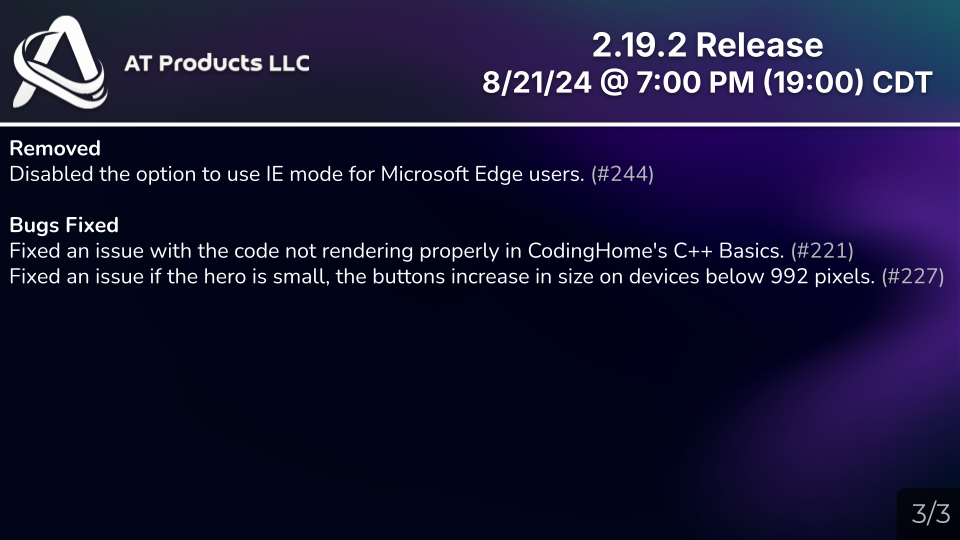 AT Products LLC
2.19.2 Release
8/21/24 @ 7:00 PM (19:00) CDT
Removed
Disabled the option to use IE mode for Microsoft Edge users. (#244)
Bugs Fixed
Fixed an issue with the code not rendering properly in CodingHome's C++ Basics. (#221)
Fixed an issue if the hero is small, the buttons increase in size on devices below 992 pixels. (#227)
3/3